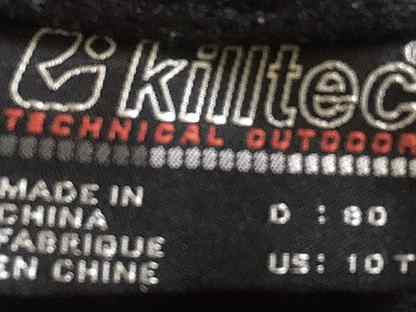 killtec
TECHNICAL OUTDOOR
MADE IN
CHINA
FABRIQUE
EN CHINE
D : 80
US: 10 T